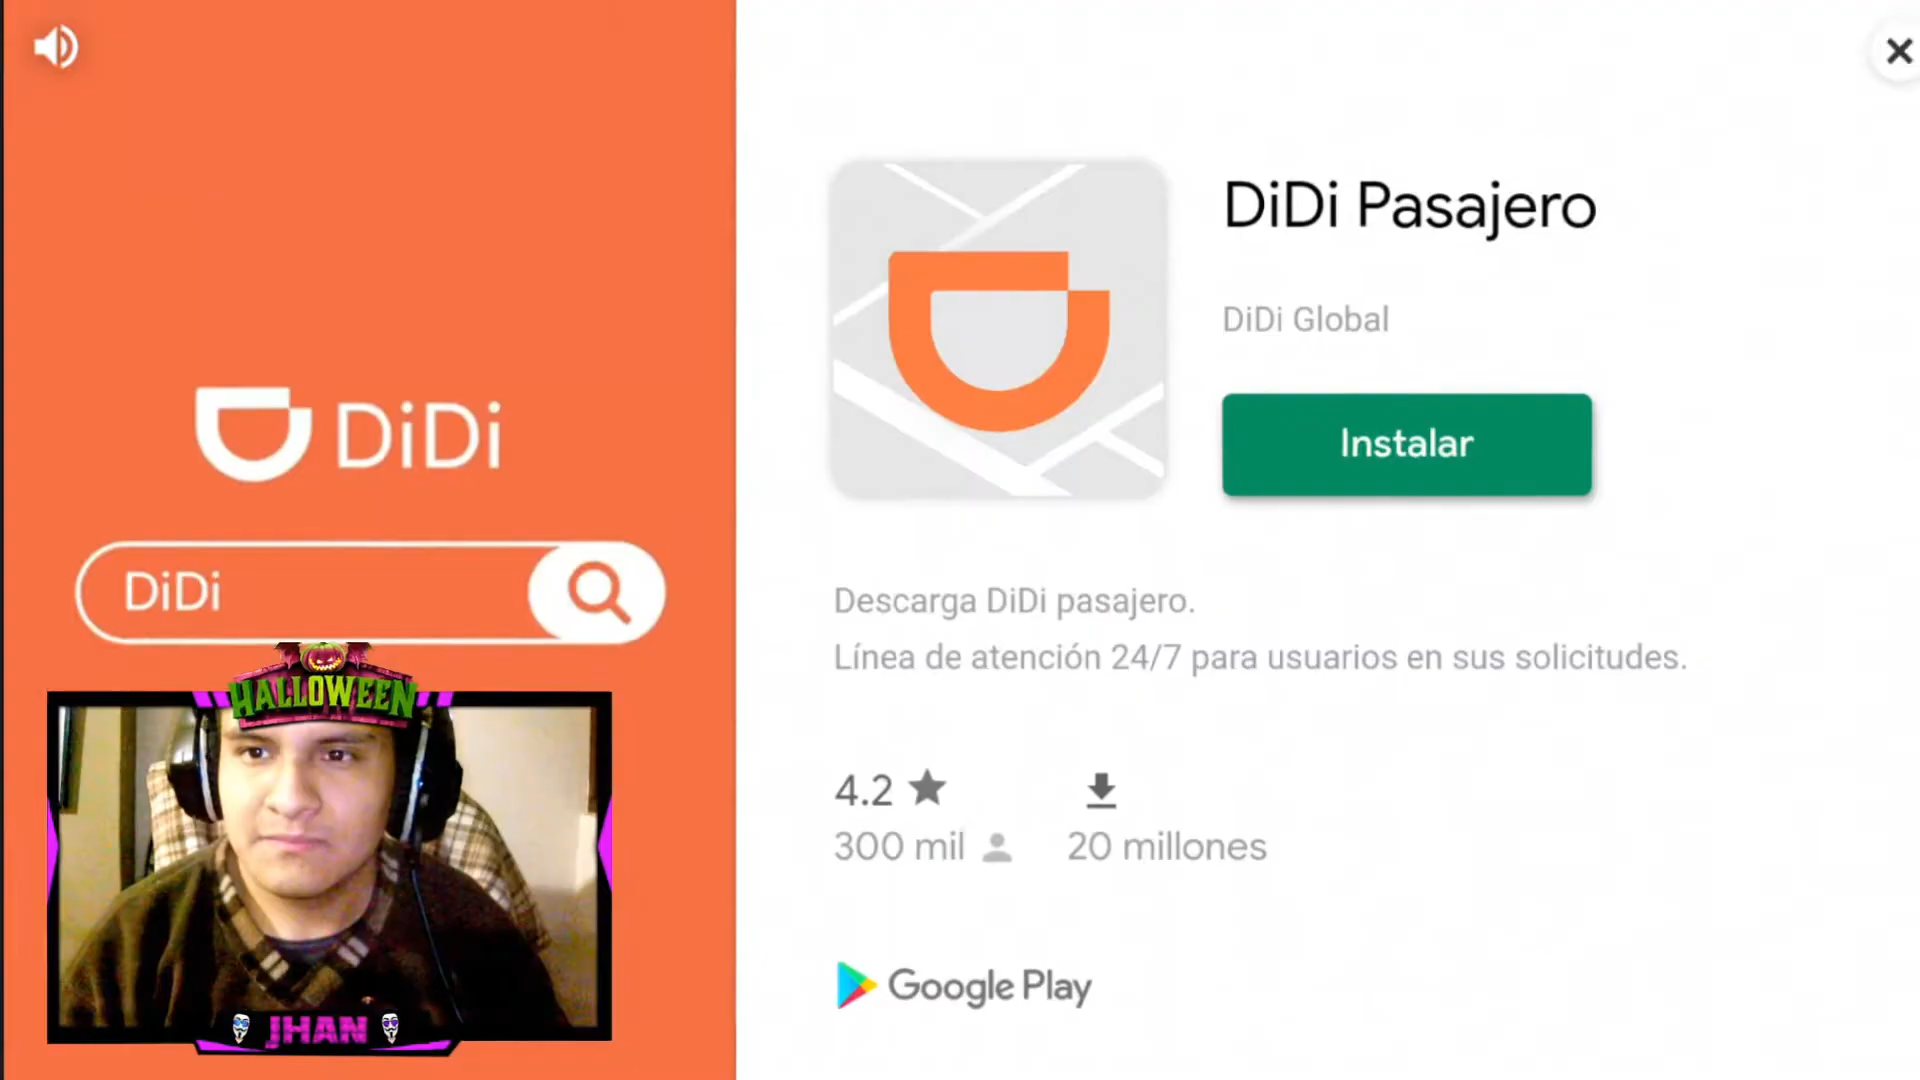 DiDi
DiDi
HALLOWEEN
JHAN
DiDi Pasajero
DiDi Global
Instalar
Descarga DiDi pasajero.
Línea de atención 24/7 para usuarios en sus solicitudes.
4.2
300 mil
20 millones
Google Play